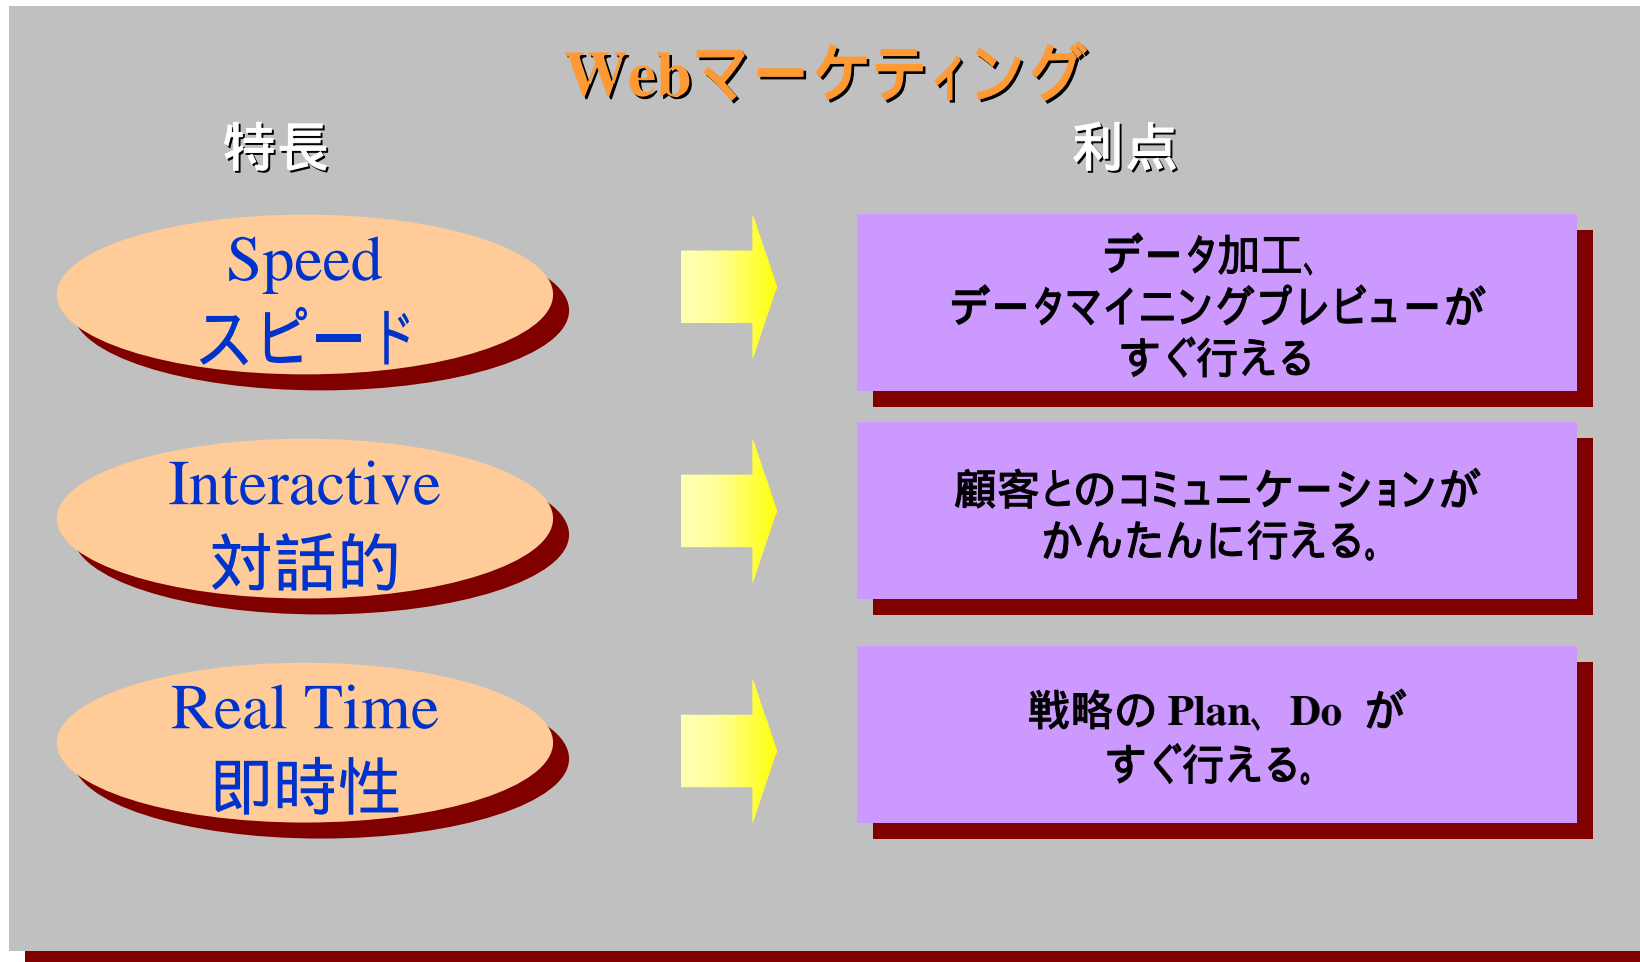 Webマーケティング
特長 利点
Speed
スピード
データ加工、
データマイニングプレビューが
すぐ行える
Interactive
対話的
顧客とのコミュニケーションが
かんたんに行える。
Real Time
即時性
戦略の Plan、Do が
すぐ行える。